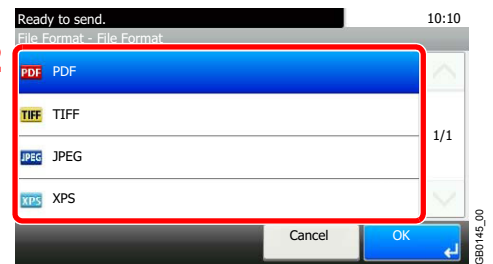 Ready to send.
10:10
File Format - File Format
PDF PDF
TIFF TIFF
JPEG JPEG
XPS XPS
1/1
Cancel
OK
GB0145_00